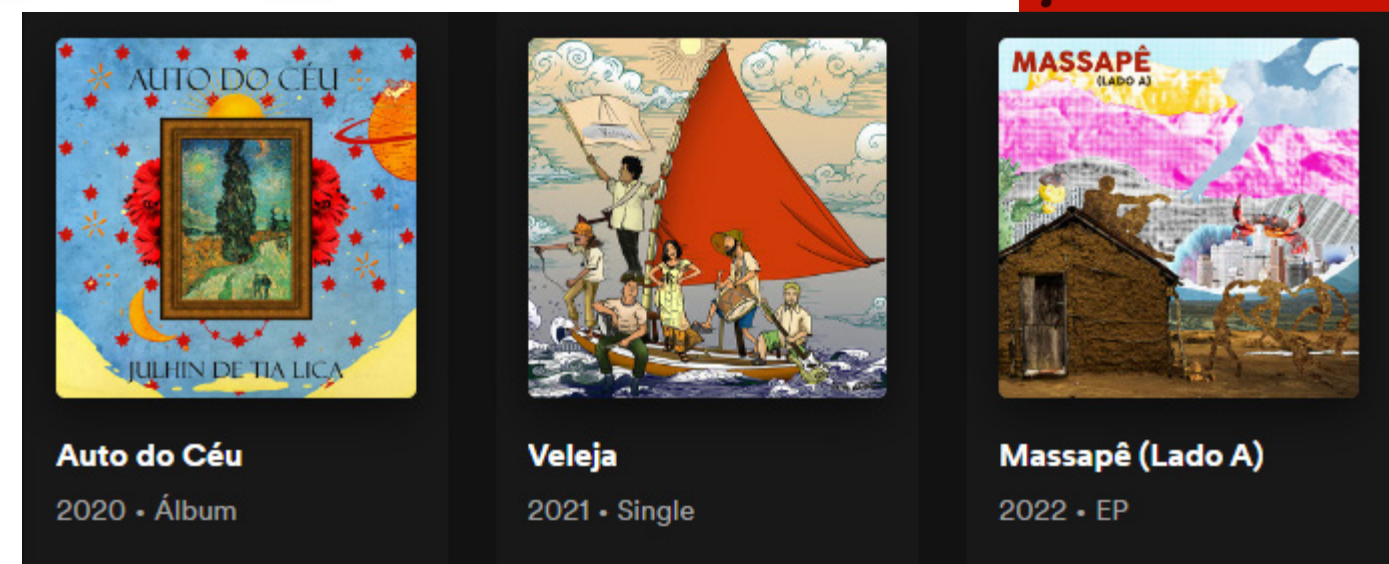 AUTO DO CÉU
JULHIN DE TIA LICA
Auto do Céu
2020 • Álbum
Veleja
2021 • Single
MASSAPÊ
(LADO A)
Massapê (Lado A)
2022 • EP